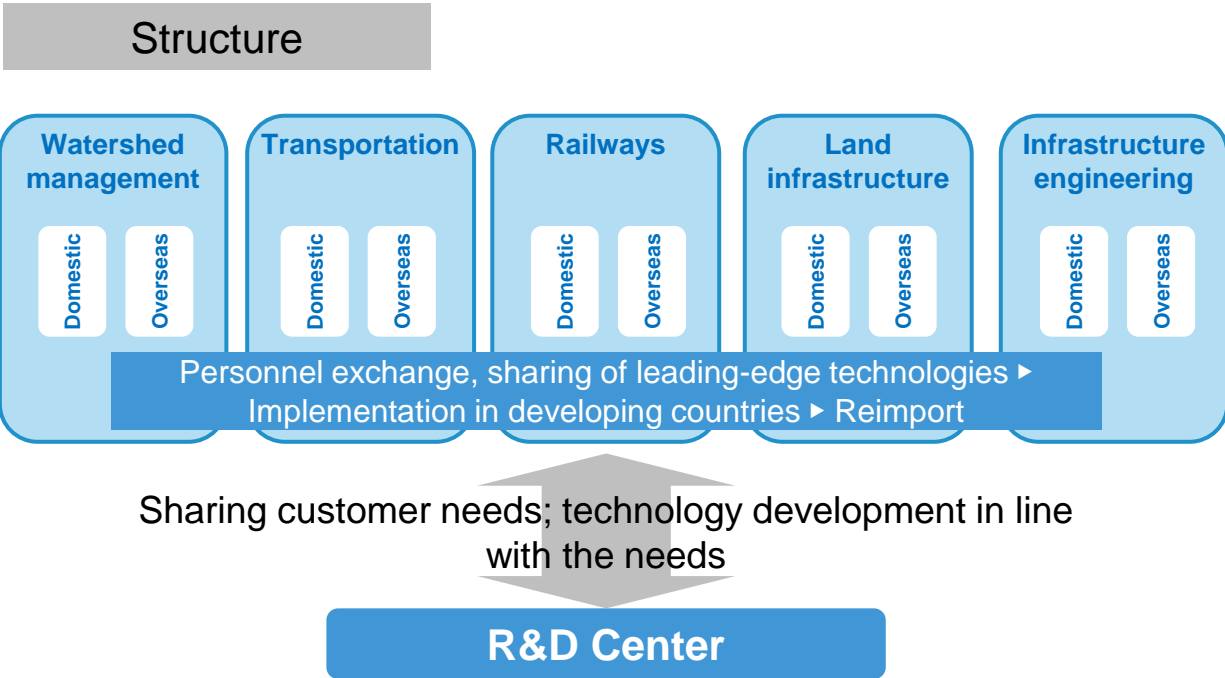 Structure
Watershed
management
Transportation
Railways
Land
infrastructure
Infrastructure
engineering
Domestic
Overseas
Domestic
Overseas
Domestic
Overseas
Domestic
Overseas
Domestic
Overseas
Personnel exchange, sharing of leading-edge technologies ▶
Implementation in developing countries ▶ Reimport
Sharing customer needs; technology development in line
with the needs
R&D Center